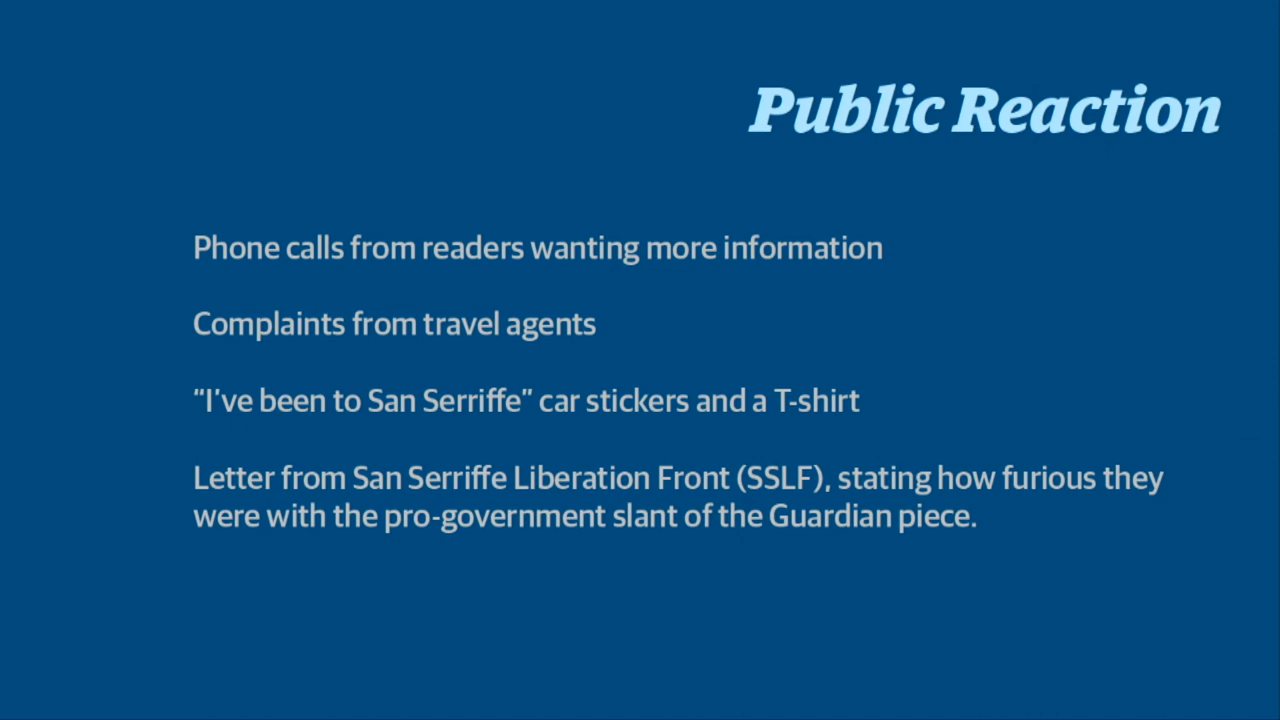 Public Reaction
Phone calls from readers wanting more information
Complaints from travel agents
“I’ve been to San Serriffe” car stickers and a T-shirt
Letter from San Serriffe Liberation Front (SSLF), stating how furious they
were with the pro-government slant of the Guardian piece.